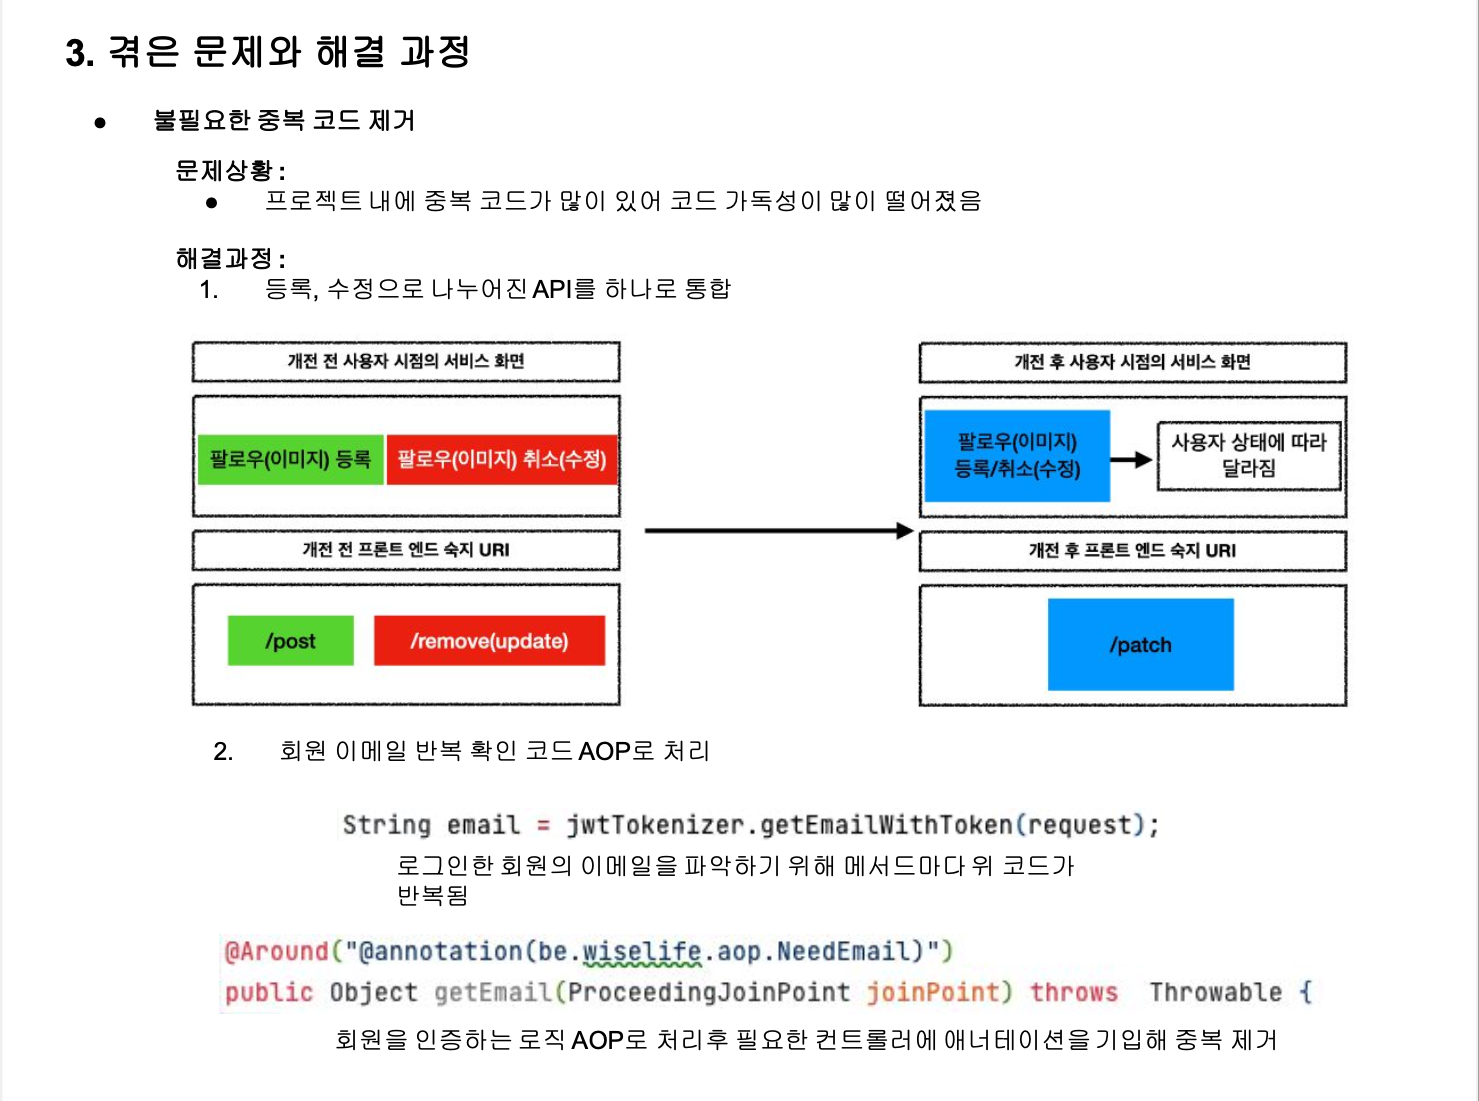 3. 겪은 문제와 해결 과정
● 불필요한 중복 코드 제거
문제상황 :
● 프로젝트 내에 중복 코드가 많이 있어 코드 가독성이 많이 떨어졌음
해결과정 :
1. 등록, 수정으로 나누어진 API를 하나로 통합
개전 전 사용자 시점의 서비스 화면
팔로우(이미지) 등록
팔로우(이미지) 취소(수정)
개전 전 프론트 엔드 숙지 URI
/post
/remove(update)
개전 후 사용자 시점의 서비스 화면
팔로우(이미지)
등록/취소(수정)
사용자 상태에 따라
달라짐
개전 후 프론트 엔드 숙지 URI
/patch
2. 회원 이메일 반복 확인 코드 AOP로 처리
String email = jwtTokenizer.getEmailWithToken(request);
로그인한 회원의 이메일을 파악하기 위해 메서드마다 위 코드가
반복됨
@Around("@annotation(be.wiselife.aop.NeedEmail)")
public Object getEmail(ProceedingJoinPoint joinPoint) throws Throwable {
회원을 인증하는 로직 AOP로 처리후 필요한 컨트롤러에 애너테이션을 기입해 중복 제거